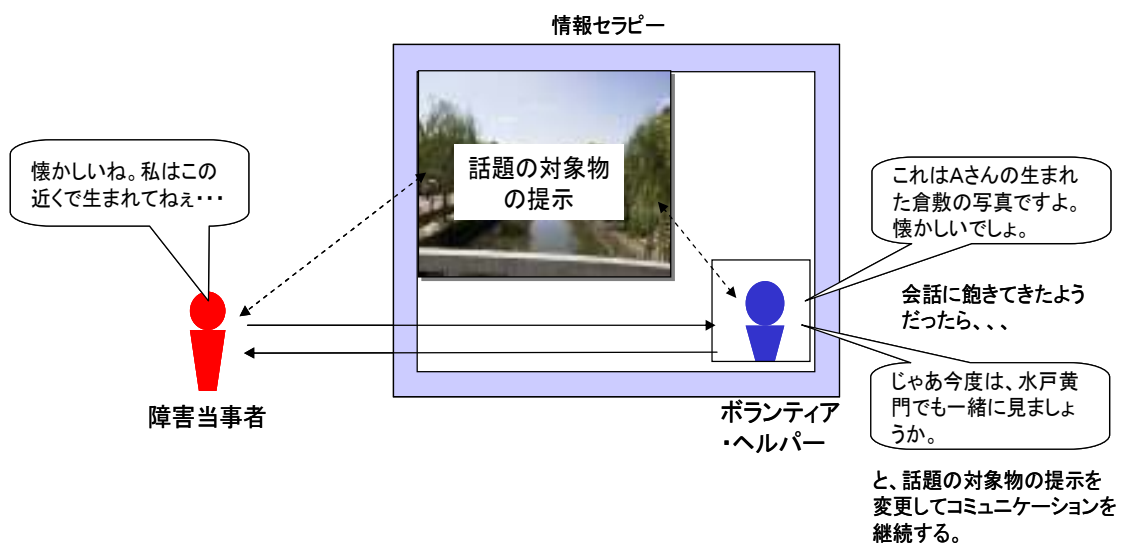 情報セラピー
懐かしいね。私はこの
近くで生まれてねぇ・・・
話題の対象物
の提示
これはAさんの生まれ
た倉敷の写真ですよ。
懐かしいでしょ。
会話に飽きてきたよう
だったら、、、
じゃあ今度は、水戸黄
門でも一緒に見ましょ
うか。
障害当事者
ボランティア
・ヘルパー
と、話題の対象物の提示を
変更してコミュニケーションを
継続する。